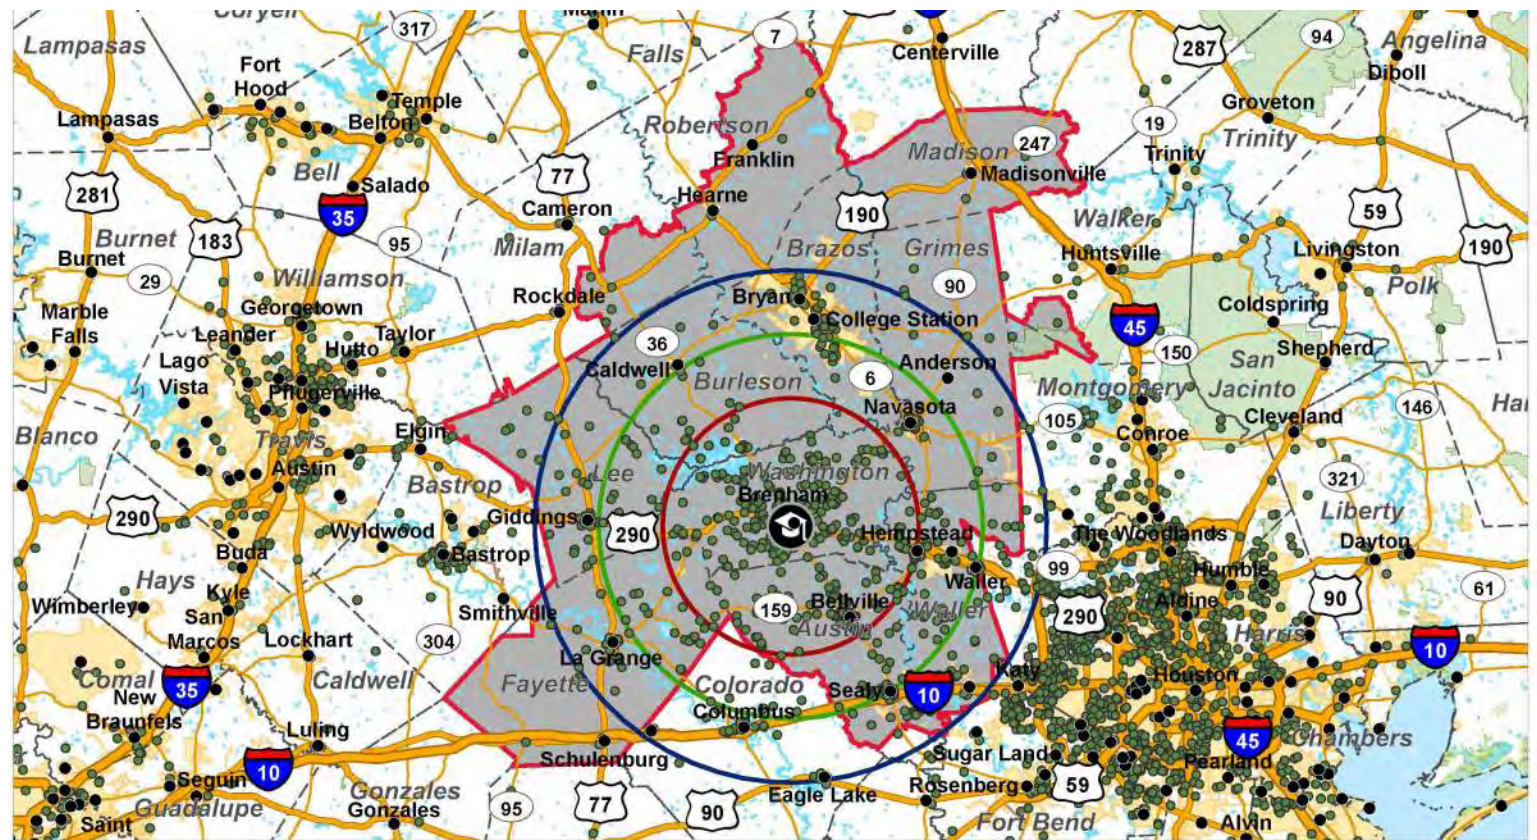 Coryell
317
Martin
7
Centerville
287
94
Angelina
Lampasas
Falls
Diboll
Fort
Hood
Temple
Groveton
Lampasas
Belton
Robertson
19
Trinity
Franklin
Madison
247
Trinity
Bell
77
Madisonville
281
Salado
Hearne
35
Cameron
190
59
Walker
Burnet
183
95
Milam
Brazos
Grimes
Huntsville
Livingston
190
Burnet
29
Williamson
90
Polk
Rockdale
Bryan
Marble
Falls
Georgetown
College Station
Coldspring
45
Leander
Taylor
36
Hutto
150
San
Jacinto
Shepherd
Lago
Vista
Caldwell
Anderson
Burleson
6
Pflugerville
Montgomery
Navasota
146
105
Cleveland
Blanco
Elgin
Travis
Conroe
Austin
Lee
Washington
321
Bastrop
Brenham
290
Giddings
290
Liberty
Wyldwood
Hempstead
The Woodlands
Dayton
Buda
Bastrop
99
Humble
Hays
Waller
61
Kyle
90
Wimberley
Smithville
159
Bellville
290
Aldine
San
Marcos
Lockhart
304
Austin
Waller
Harris
10
La Grange
Comal
Caldwell
Fayette
Colorado
Katy
Houston
35
Sealy
10
New
Braunfels
Columbus
Luling
45
Chambers
10
Schulenburg
Sugar Land
Pearland
Seguin
Gonzales
Eagle Lake
Rosenberg
59
Guadalupe
95
77
90
Gonzales
Saint
Fort Bend
Alvin